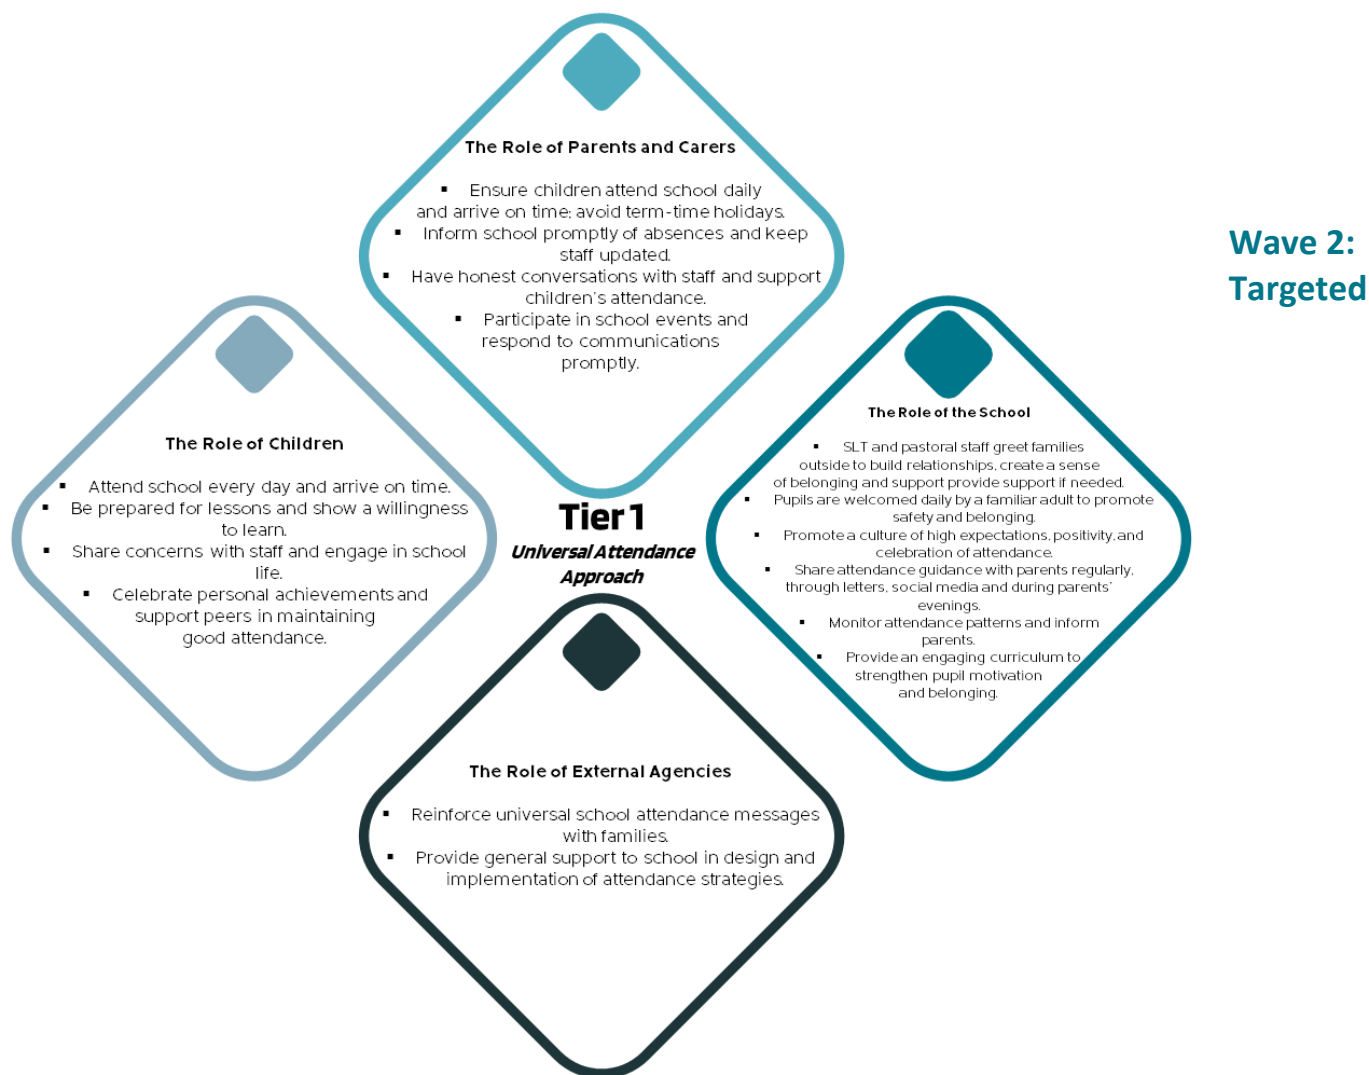 The Role of Parents and Carers
▪ Ensure children attend school daily
and arrive on time; avoid term-time holidays.
▪ Inform school promptly of absences and keep
staff updated.
▪ Have honest conversations with staff and support
children's attendance.
▪ Participate in school events and
respond to communications
promptly.
Wave 2:
Targeted
The Role of Children
▪ Attend school every day and arrive on time.
▪ Be prepared for lessons and show a willingness
to learn.
▪ Share concerns with staff and engage in school
life.
▪ Celebrate personal achievements and
support peers in maintaining
good attendance.
Tier 1
Universal Attendance
Approach
The Role of the School
▪ SLT and pastoral staff greet families
outside to build relationships, create a sense
of belonging and support provide support if needed.
▪ Pupils are welcomed daily by a familiar adult to promote
safety and belonging.
▪ Promote a culture of high expectations, positivity, and
celebration of attendance.
▪ Share attendance guidance with parents regularly,
through letters, social media and during parents'
evenings.
▪ Monitor attendance patterns and inform
parents.
▪ Provide an engaging curriculum to
strengthen pupil motivation
and belonging.
The Role of External Agencies
▪ Reinforce universal school attendance messages
with families.
▪ Provide general support to school in design and
implementation of attendance strategies.